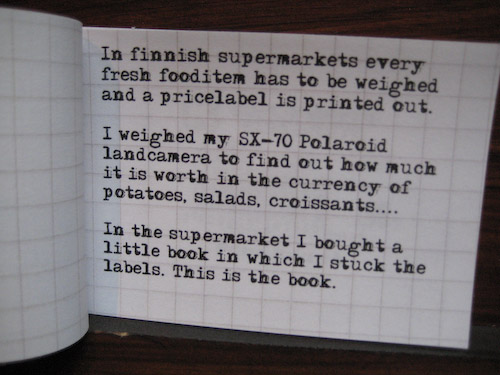 In finnish supermarkets every
fresh fooditem has to be weighed
and a pricelabel is printed out.
I weighed my SX-70 Polaroid
landcamera to find out how much
it is worth in the currency of
potatoes, salads, croissants....
In the supermarket I bought a
little book in which I stuck the
labels. This is the book.